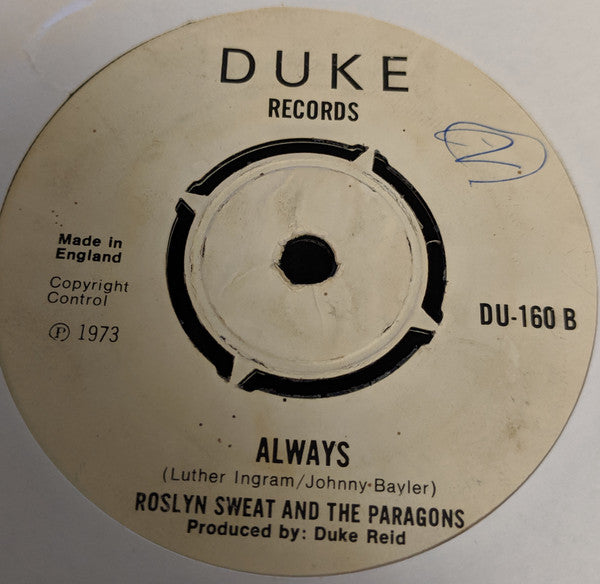 DUKE
RECORDS
Made in
England
Copyright
Control
Ⓟ 1973
DU-160 B
ALWAYS
(Luther Ingram/Johnny Bayler)
ROSLYN SWEAT AND THE PARAGONS
Produced by: Duke Reid